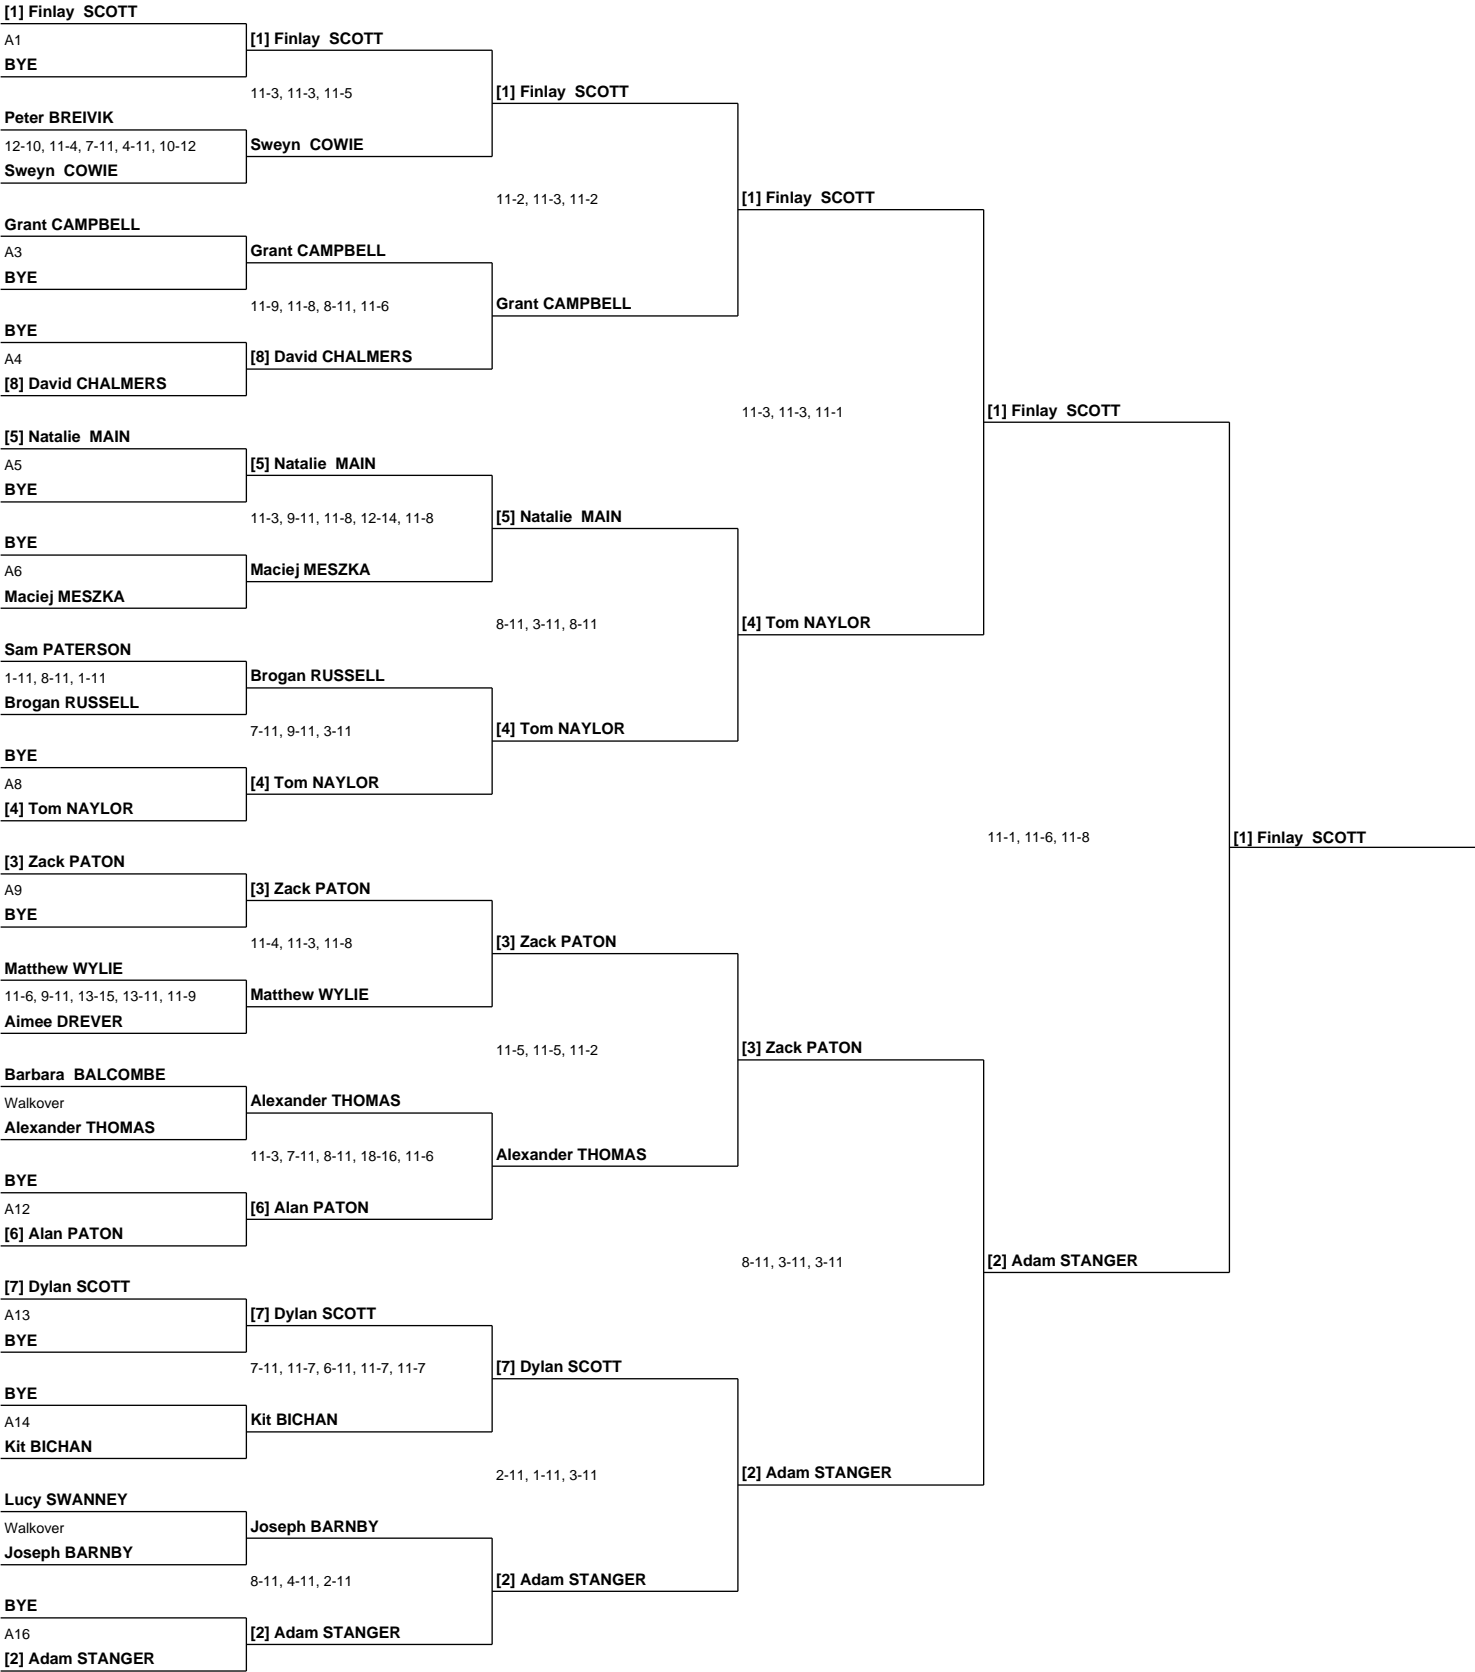 [1] Finlay  SCOTT
A1
BYE
Peter BREIVIK
12-10, 11-4, 7-11, 4-11, 10-12
Sweyn  COWIE
Grant CAMPBELL
A3
BYE
BYE
A4
[8] David CHALMERS
[5] Natalie  MAIN
A5
BYE
BYE
A6
Maciej MESZKA
Sam PATERSON
1-11, 8-11, 1-11
Brogan RUSSELL
BYE
A8
[4] Tom NAYLOR
[3] Zack PATON
A9
BYE
Matthew WYLIE
11-6, 9-11, 13-15, 13-11, 11-9
Aimee DREVER
Barbara  BALCOMBE
Walkover
Alexander THOMAS
BYE
A12
[6] Alan PATON
[7] Dylan SCOTT
A13
BYE
BYE
A14
Kit BICHAN
Lucy SWANNEY
Walkover
Joseph BARNBY
BYE
A16
[2] Adam STANGER
[1] Finlay  SCOTT
11-3, 11-3, 11-5
Sweyn  COWIE
Grant CAMPBELL
11-9, 11-8, 8-11, 11-6
[8] David CHALMERS
[5] Natalie  MAIN
11-3, 9-11, 11-8, 12-14, 11-8
Maciej MESZKA
Brogan RUSSELL
7-11, 9-11, 3-11
[4] Tom NAYLOR
[3] Zack PATON
11-4, 11-3, 11-8
Matthew WYLIE
Alexander THOMAS
11-3, 7-11, 8-11, 18-16, 11-6
[6] Alan PATON
[7] Dylan SCOTT
7-11, 11-7, 6-11, 11-7, 11-7
Kit BICHAN
Joseph BARNBY
8-11, 4-11, 2-11
[2] Adam STANGER
[1] Finlay  SCOTT
11-2, 11-3, 11-2
Grant CAMPBELL
[5] Natalie  MAIN
8-11, 3-11, 8-11
[4] Tom NAYLOR
[3] Zack PATON
11-5, 11-5, 11-2
Alexander THOMAS
[7] Dylan SCOTT
2-11, 1-11, 3-11
[2] Adam STANGER
[1] Finlay  SCOTT
11-3, 11-3, 11-1
[4] Tom NAYLOR
[3] Zack PATON
8-11, 3-11, 3-11
[2] Adam STANGER
[1] Finlay  SCOTT
11-1, 11-6, 11-8
[2] Adam STANGER
[1] Finlay  SCOTT